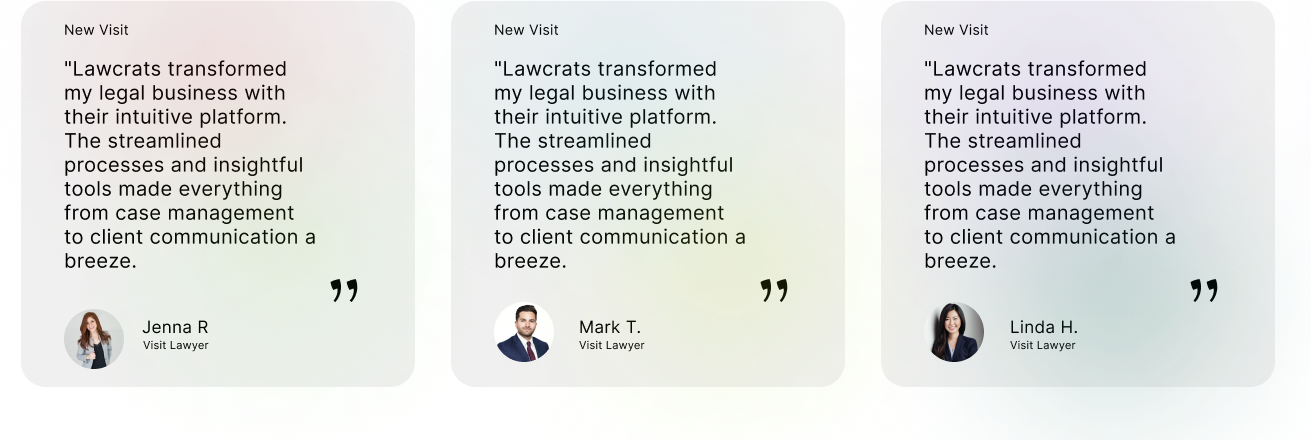 New Visit
"Lawcrats transformed
my legal business with
their intuitive platform.
The streamlined
processes and insightful
tools made everything
from case management
to client communication a
breeze.
”
Jenna R
Visit Lawyer
New Visit
"Lawcrats transformed
my legal business with
their intuitive platform.
The streamlined
processes and insightful
tools made everything
from case management
to client communication a
breeze.
”
Mark T.
Visit Lawyer
New Visit
"Lawcrats transformed
my legal business with
their intuitive platform.
The streamlined
processes and insightful
tools made everything
from case management
to client communication a
breeze.
”
Linda H.
Visit Lawyer